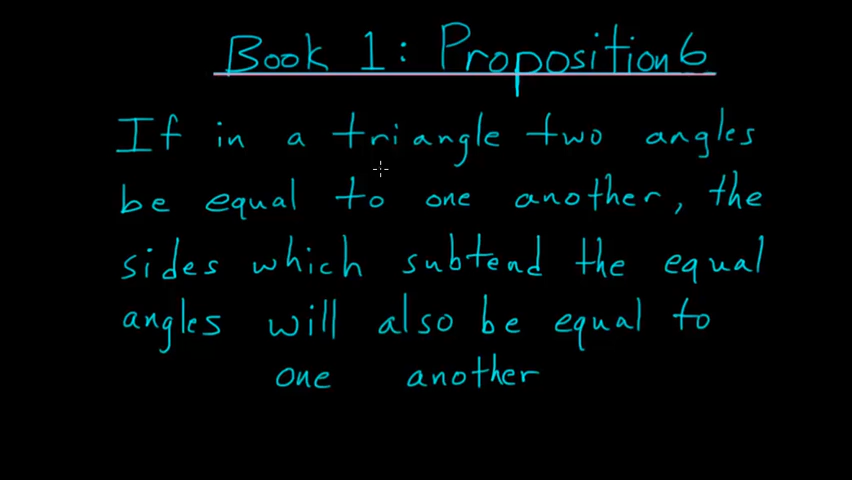 Book 1: Proposition 6
If in a triangle two angles
be equal to one another, the
sides which subtend the equal
angles will also be equal to
one another